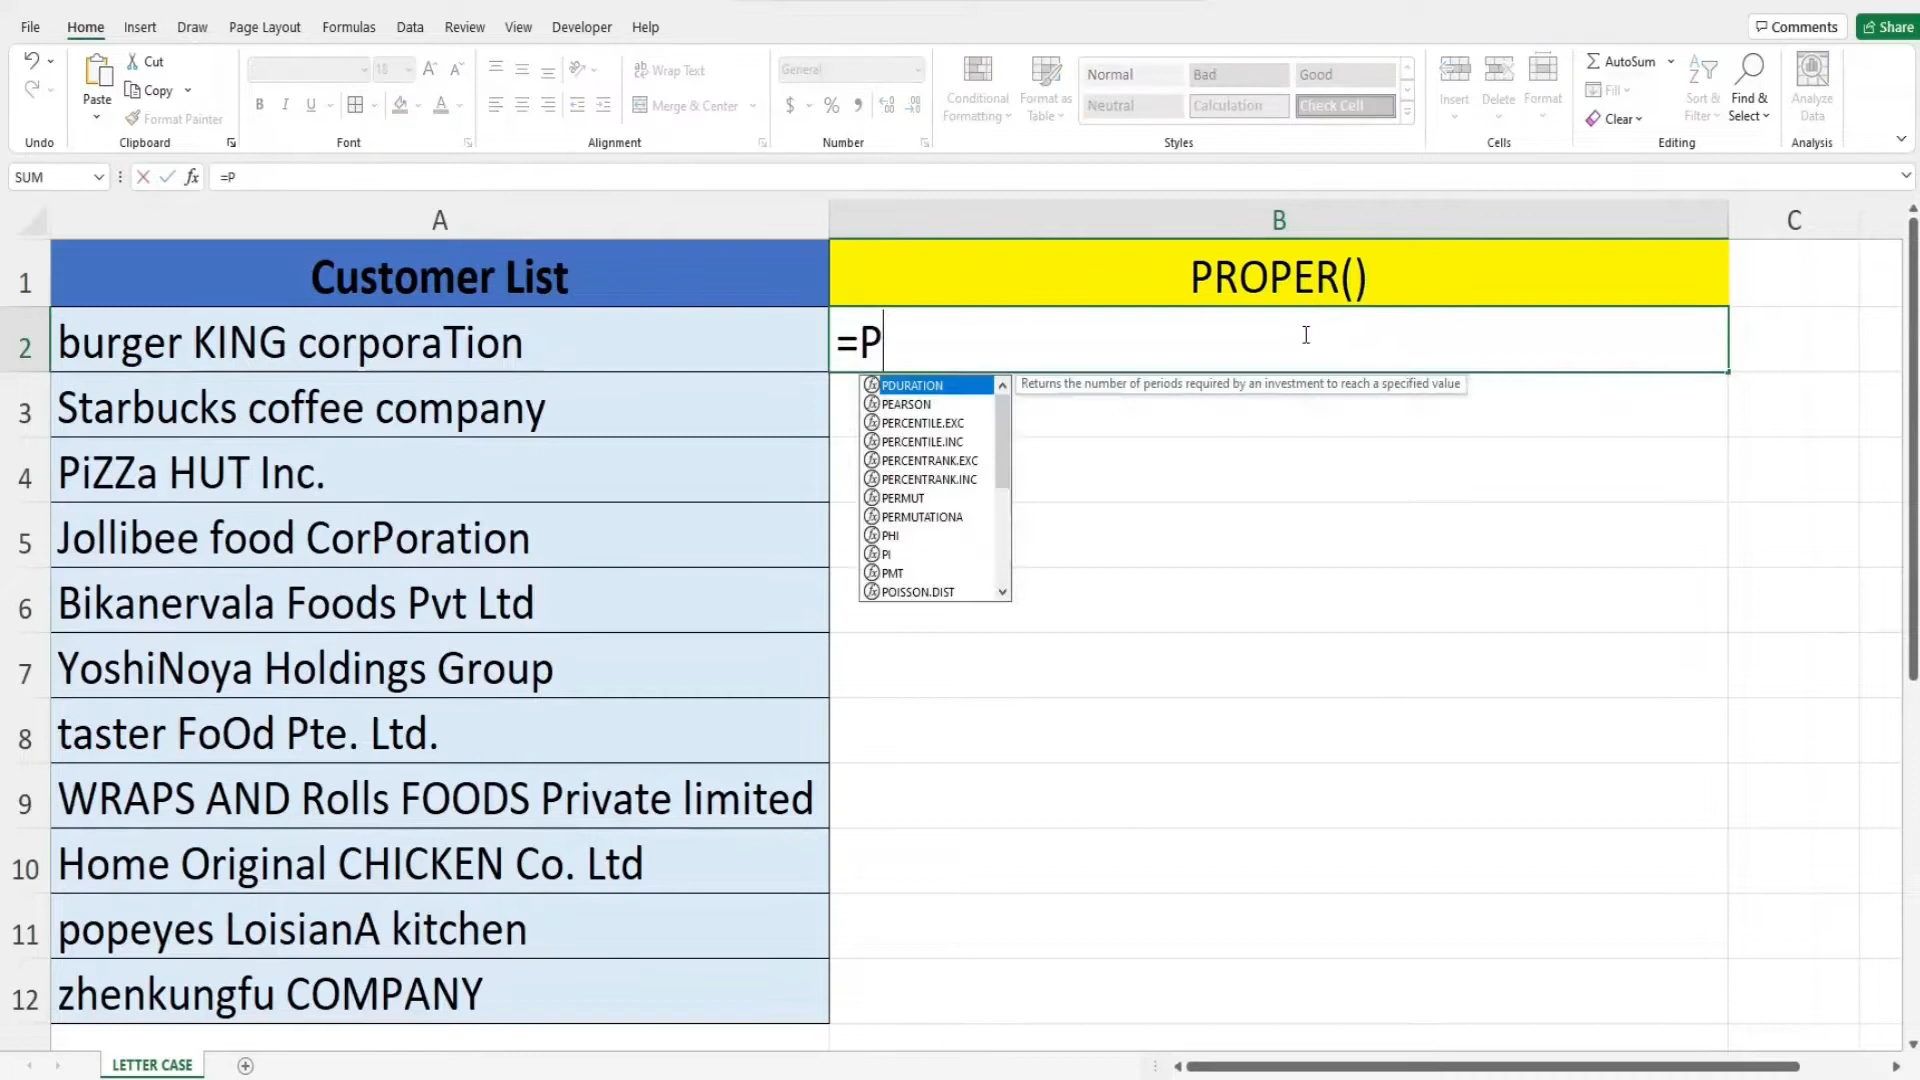 File Home Insert Draw Page Layout Formulas Data Review View Developer Help Comments Share
Cut
Copy
Format Painter
Paste
18
Wrap Text
Merge & Center
General
$ % ,
B I U
Conditional Formatting
Format as Table
Normal Bad Good
Neutral Calculation Check Cell
Insert Delete Format
AutoSum
Fill
Clear
Sort & Filter
Find & Select
Analyze Data
Undo Clipboard Font Alignment Number Styles Cells Editing Analysis
SUM fx =P
A B C
1 Customer List PROPER()
2 burger KING corporaTion =P
3 Starbucks coffee company
4 PiZZa HUT Inc.
5 Jollibee food CorPoration
6 Bikanervala Foods Pvt Ltd
7 YoshiNoya Holdings Group
8 taster FoOd Pte. Ltd.
9 WRAPS AND Rolls FOODS Private limited
10 Home Original CHICKEN Co. Ltd
11 popeyes LoisianA kitchen
12 zhenkungfu COMPANY
PDURATION Returns the number of periods required by an investment to reach a specified value
PEARSON
PERCENTILE.EXC
PERCENTILE.INC
PERCENTRANK.EXC
PERCENTRANK.INC
PERMUT
PERMUTATIONA
PHI
PI
PMT
POISSON.DIST
LETTER CASE